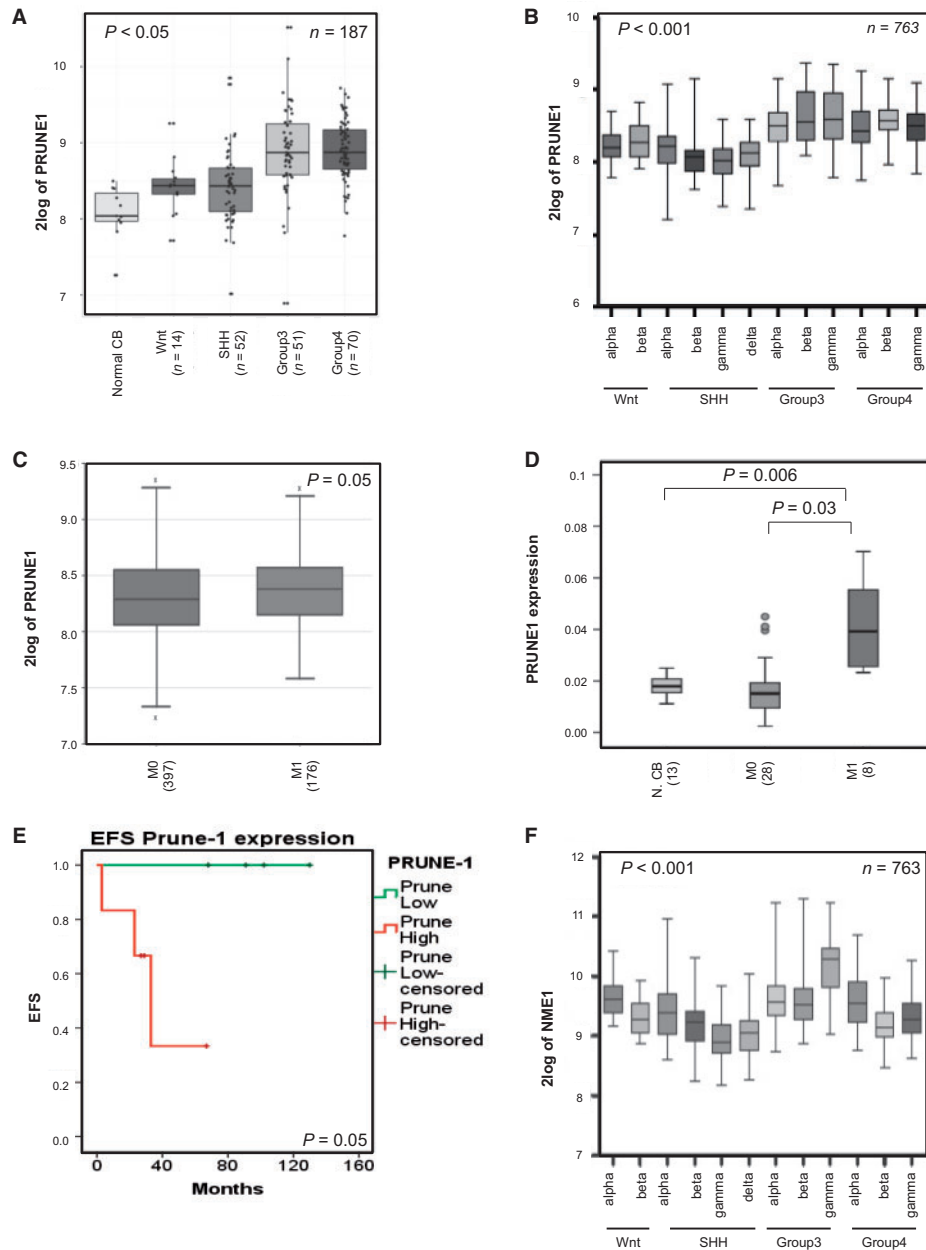 A
P < 0.05
n = 187
2log of PRUNE1
10
9
8
7
Normal CB
Wnt
(n = 14)
SHH
(n = 52)
Group3
(n = 51)
Group4
(n = 70)
B
P < 0.001
n = 763
2log of PRUNE1
10
9
8
7
6
alpha
beta
alpha
beta
gamma
delta
alpha
beta
gamma
alpha
beta
gamma
Wnt
SHH
Group3
Group4
C
P = 0.05
2log of PRUNE1
9.5
9.0
8.5
8.0
7.5
7.0
M0
(397)
M1
(176)
D
P = 0.006
P = 0.03
PRUNE1 expression
0.1
0.08
0.06
0.04
0.02
0.00
N. CB
(13)
M0
(28)
M1
(8)
E
EFS Prune-1 expression
EFS
1.0
0.8
0.6
0.4
0.2
0.0
0
40
80
120
160
Months
P = 0.05
PRUNE-1
Prune
Low
Prune
High
Prune
Low-
censored
Prune
High-
censored
F
P < 0.001
n = 763
2log of NME1
12
11
10
9
8
7
alpha
beta
alpha
beta
gamma
delta
alpha
beta
gamma
alpha
beta
gamma
Wnt
SHH
Group3
Group4